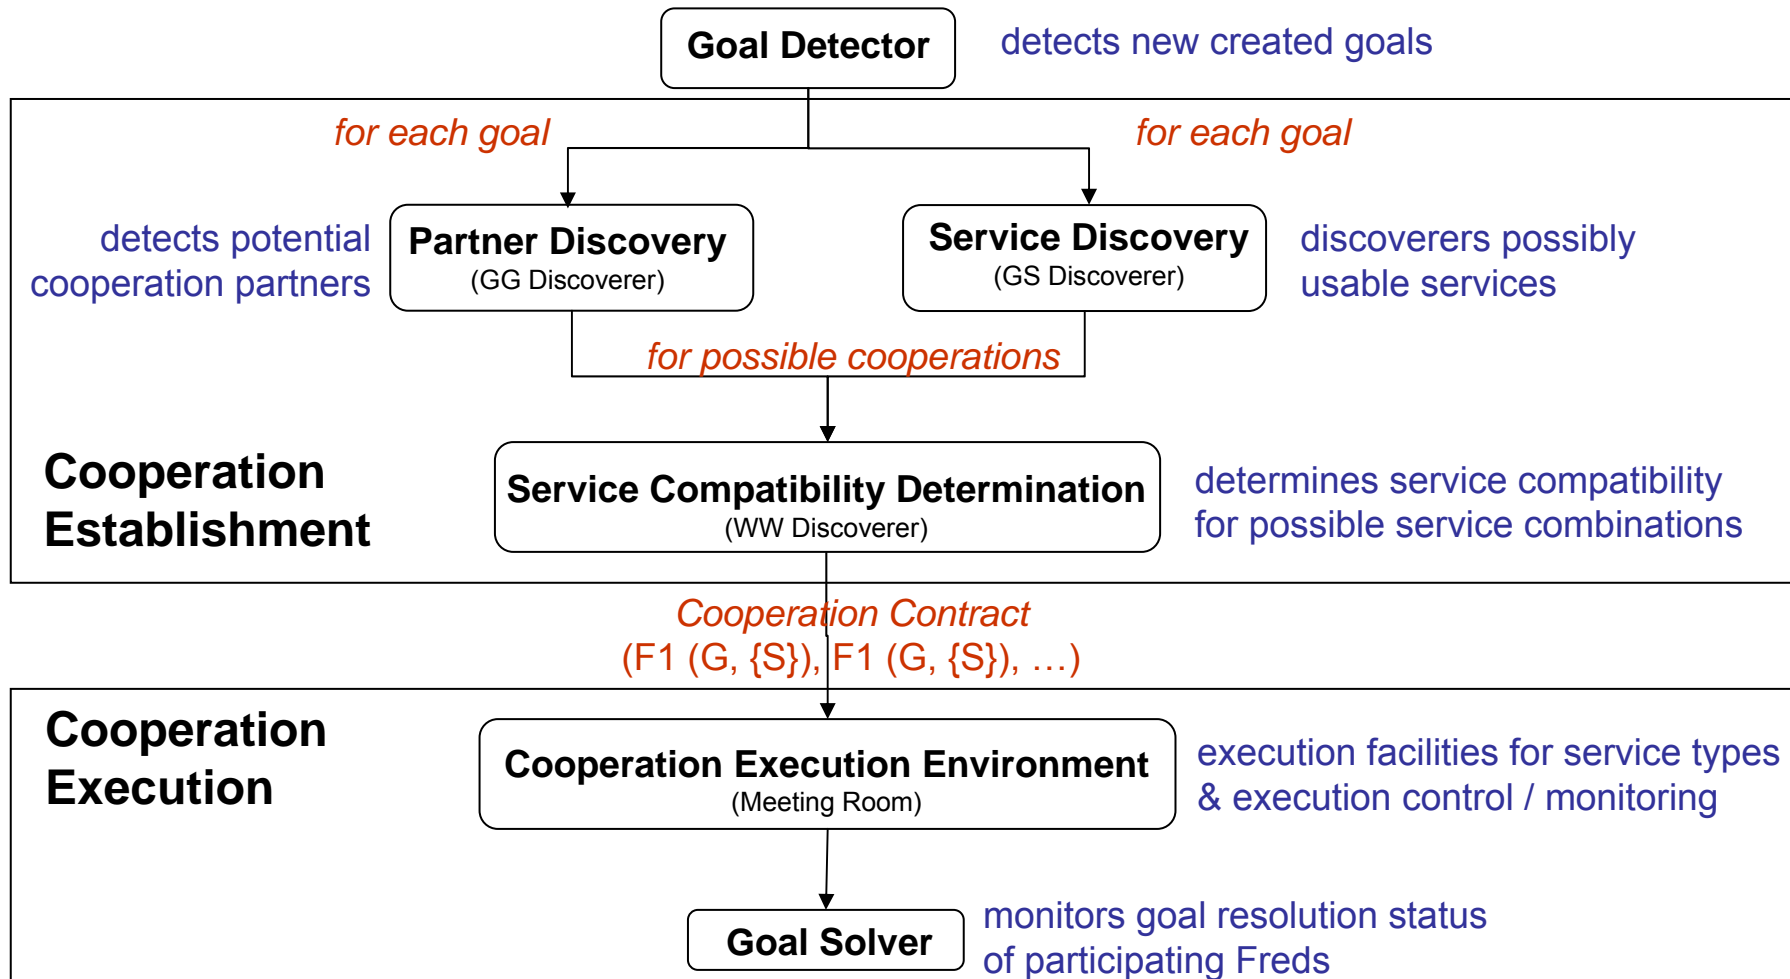 Goal Detector
detects new created goals
for each goal
for each goal
detects potential
cooperation partners
Partner Discovery
(GG Discoverer)
Service Discovery
(GS Discoverer)
discoverers possibly
usable services
for possible cooperations
Cooperation
Establishment
Service Compatibility Determination
(WW Discoverer)
determines service compatibility
for possible service combinations
Cooperation Contract
(F1 (G, {S}), F1 (G, {S}), …)
Cooperation
Execution
Cooperation Execution Environment
(Meeting Room)
execution facilities for service types
& execution control / monitoring
Goal Solver
monitors goal resolution status
of participating Freds